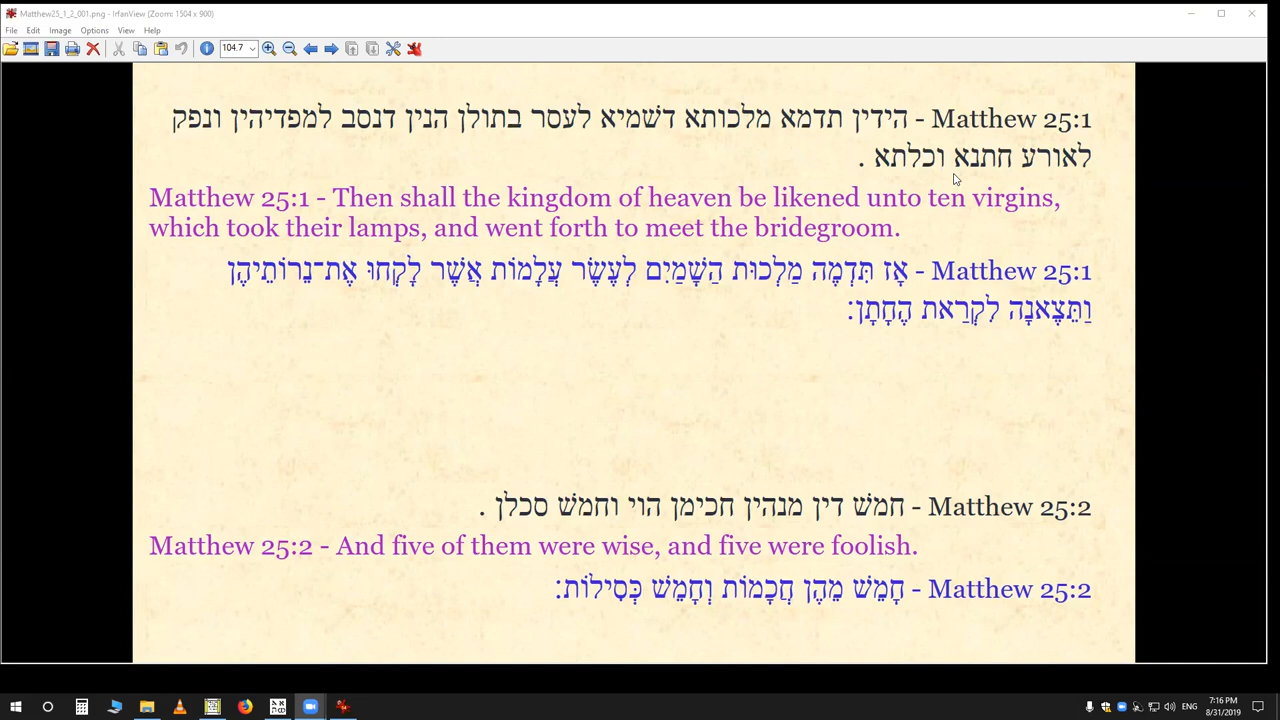 Matthew25_1_2_001.png - IrfanView (Zoom: 1504 x 900)
File Edit Image Options View Help
104.7
Matthew 25:1 - הידין תדמא מלכותא דשׁמיא לעסר בתולן הנין דנסב למפדיהין ונפק
לאורע חתנא וכלתא .
Matthew 25:1 - Then shall the kingdom of heaven be likened unto ten virgins,
which took their lamps, and went forth to meet the bridegroom.
Matthew 25:1 - אָז תִּדְמֶה מַלְכוּת הַשָּׁמַיִם לְעֶשֶׂר עֲלָמוֹת אֲשֶׁר לָקְחוּ אֶת־נֵרוֹתֵיהֶן
וַתֵּצֶאנָה לִקְרַאת הֶחָתָן׃
Matthew 25:2 - חמשׁ דין מנהין חכימן הוי וחמשׁ סכלן .
Matthew 25:2 - And five of them were wise, and five were foolish.
Matthew 25:2 - חָמֵשׁ מֵהֶן חֲכָמוֹת וְחָמֵשׁ כְּסִילוֹת׃
ENG
7:16 PM
8/31/2019